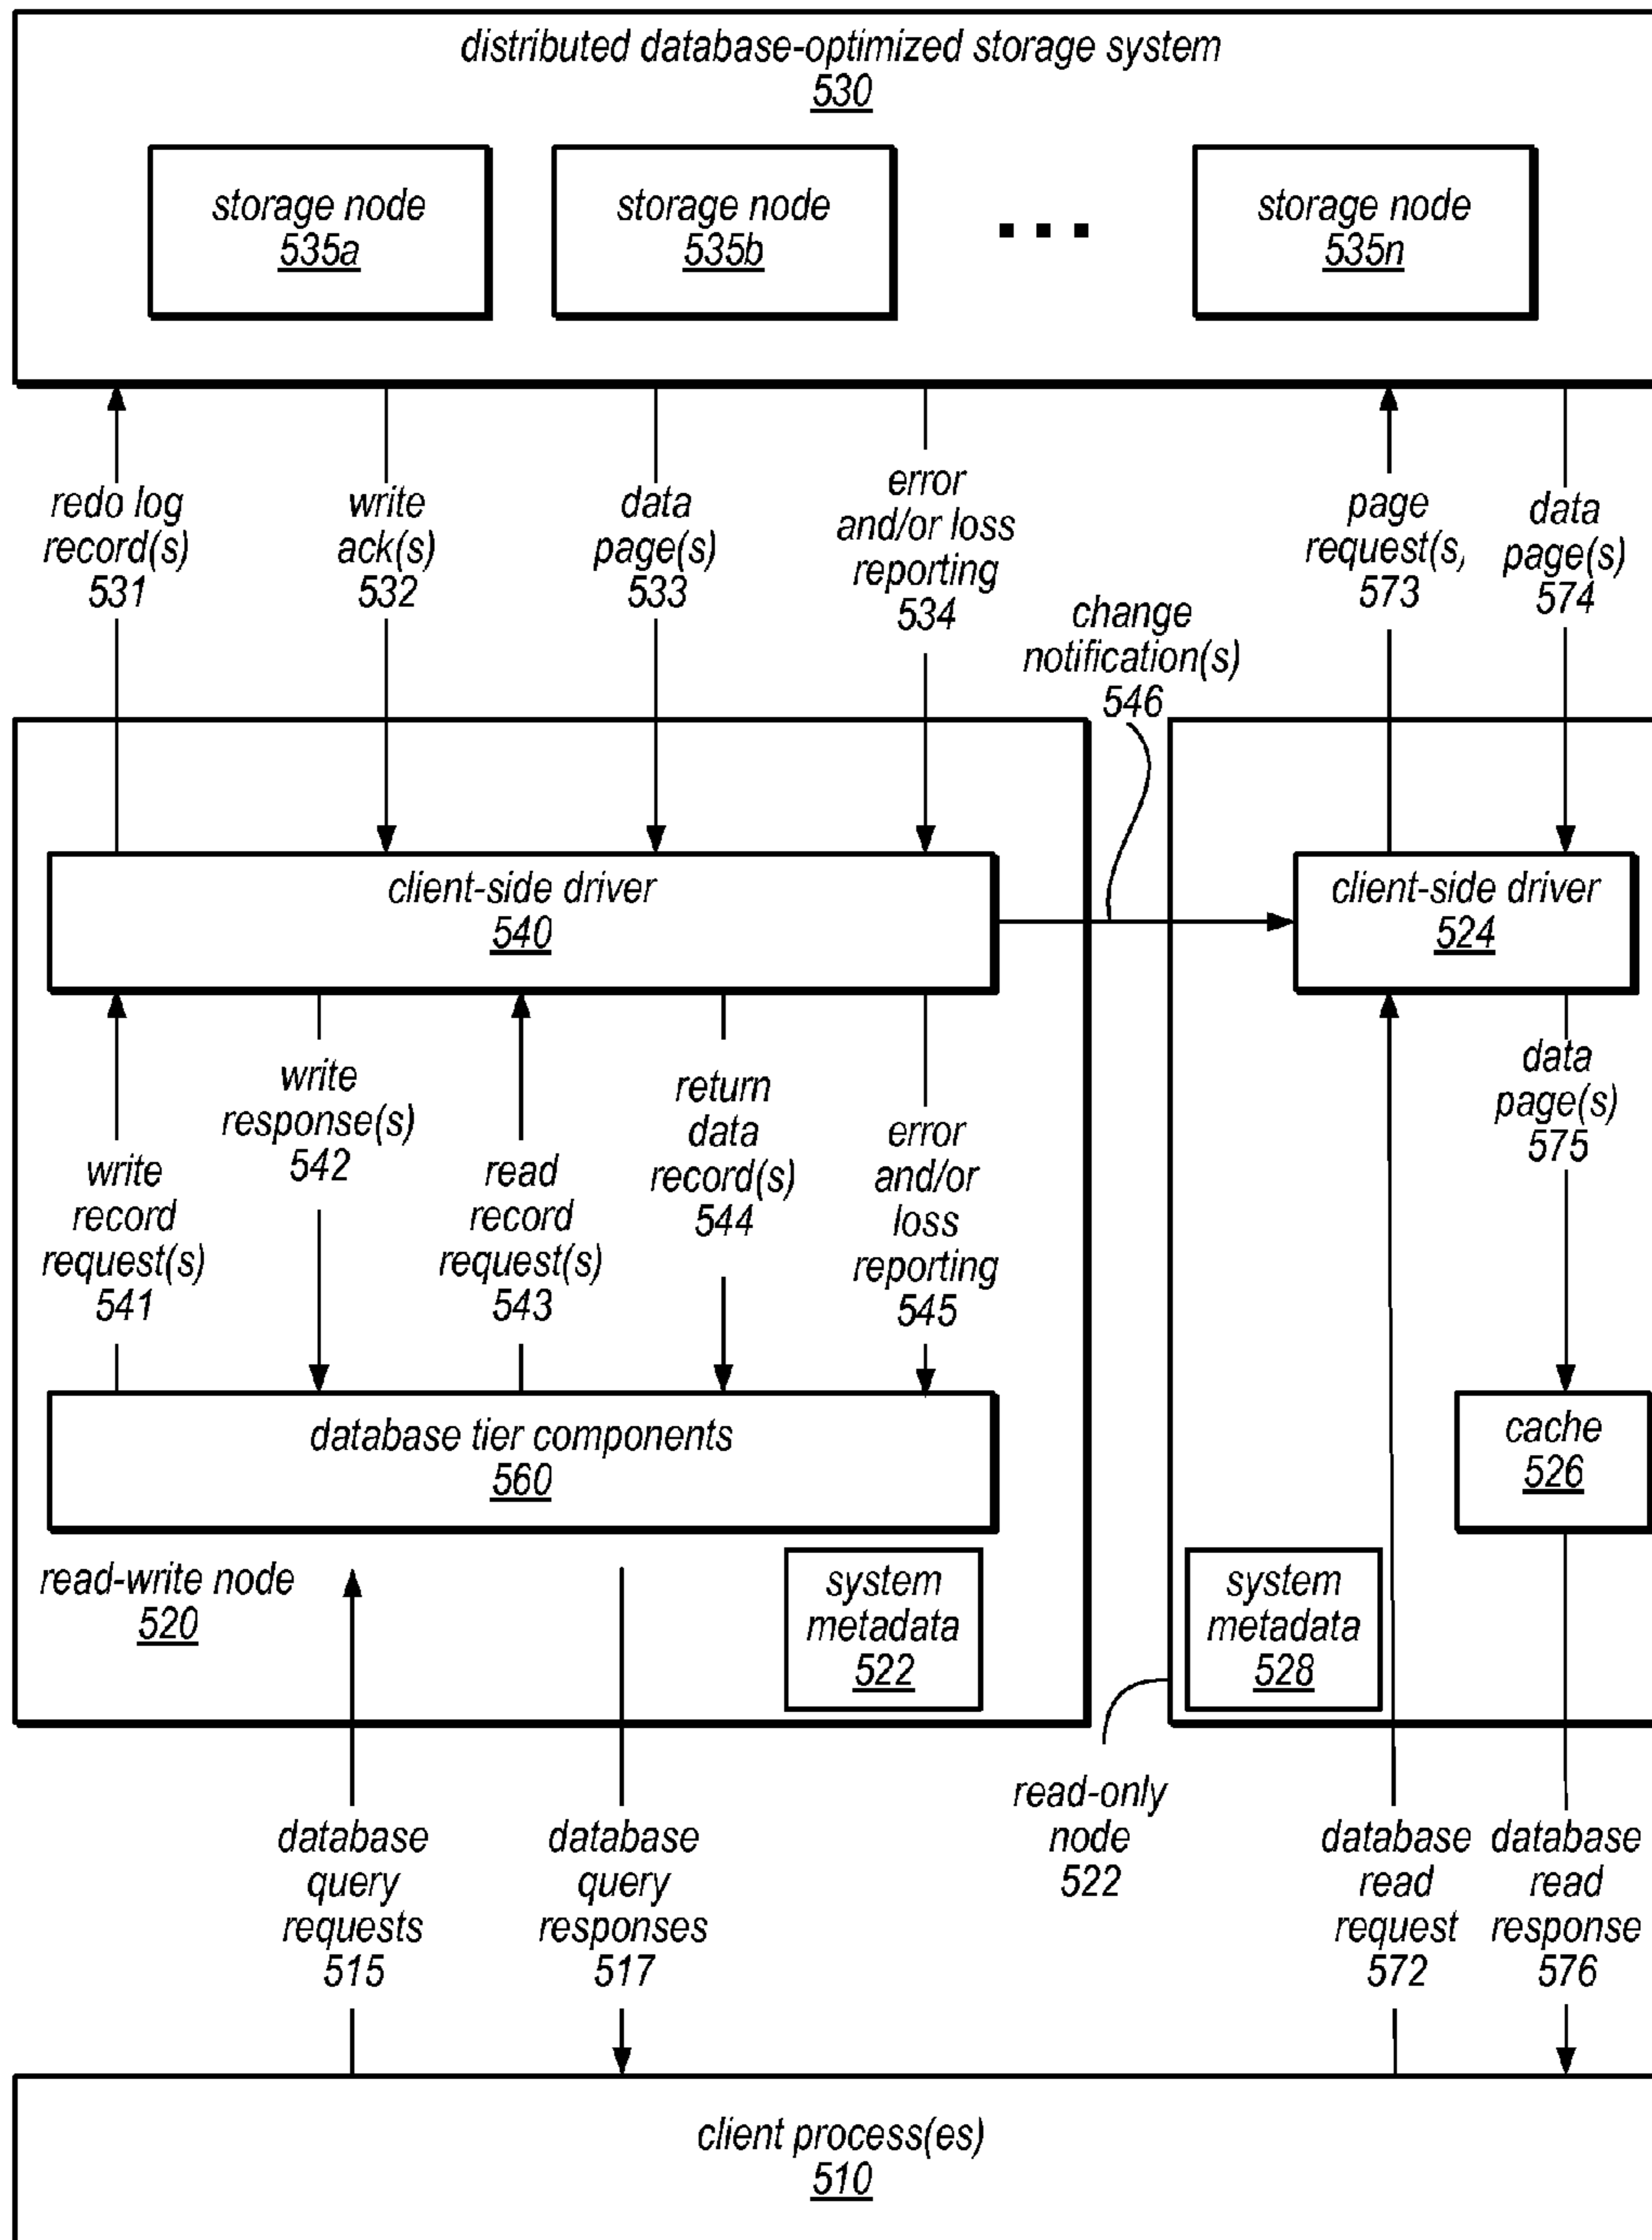 distributed database-optimized storage system
530
storage node
535a
storage node
535b
storage node
535n
redo log
record(s)
531
write
ack(s)
532
data
page(s)
533
error
and/or loss
reporting
534
page
request(s,
573
data
page(s)
574
change
notification(s)
546
client-side driver
540
client-side driver
524
write
record
request(s)
541
write
response(s)
542
read
record
request(s)
543
return
data
record(s)
544
error
and/or
loss
reporting
545
data
page(s)
575
database tier components
560
cache
526
read-write node
520
system
metadata
522
system
metadata
528
read-only
node
522
database
query
requests
515
database
query
responses
517
database
read
request
572
database
read
response
576
client process(es)
510